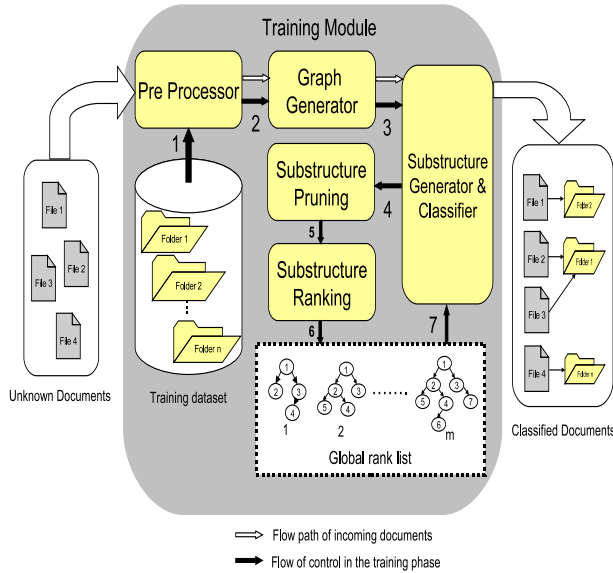 Training Module
Pre Processor
Graph
Generator
Substructure
Generator &
Classifier
1
2
3
Substructure
Pruning
4
5
Substructure
Ranking
6
7
File 1
File 2
File 3
File 4
Unknown Documents
Folder 1
Folder 2
Folder n
Training dataset
1
2
3
4
1
1
2
3
5
4
2
1
2
3
5
4
7
6
m
Global rank list
File 1
Folder 2
File 2
Folder 1
File 3
File 4
Folder n
Classified Documents
Flow path of incoming documents
Flow of control in the training phase